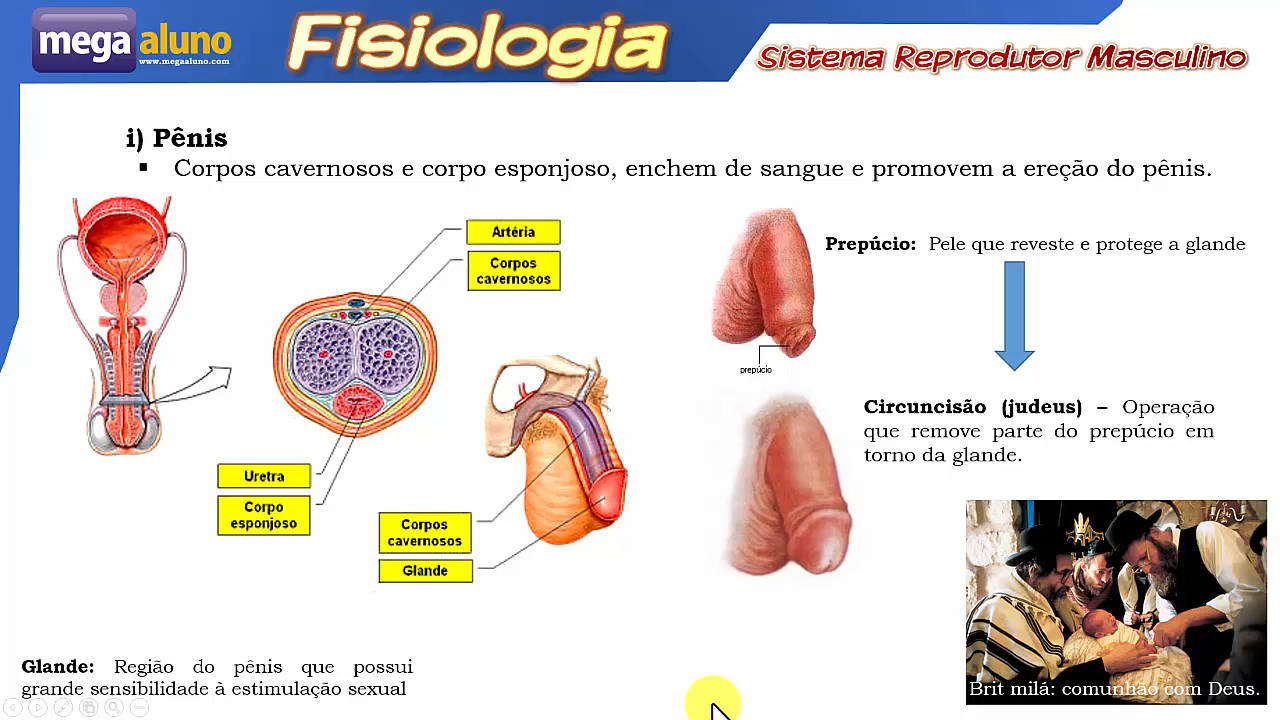 mega aluno
www.megaaluno.com
Fisiologia
Sistema Reprodutor Masculino
i) Pênis
▪ Corpos cavernosos e corpo esponjoso, enchem de sangue e promovem a ereção do pênis.
Artéria
Corpos
cavernosos
Uretra
Corpo
esponjoso
Corpos
cavernosos
Glande
Glande: Região do pênis que possui
grande sensibilidade à estimulação sexual
Prepúcio: Pele que reveste e protege a glande
prepúcio
Circuncisão (judeus) – Operação
que remove parte do prepúcio em
torno da glande.
Brit milá: comunhão com Deus.